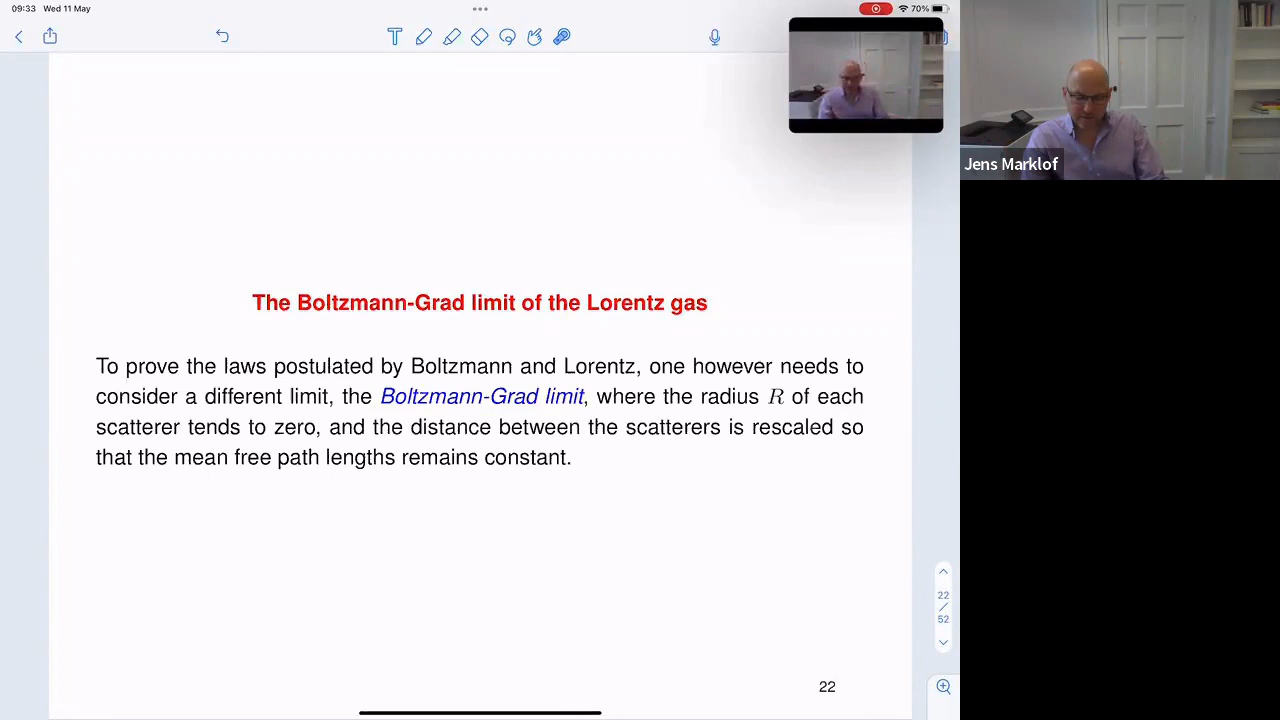 09:33 Wed 11 May
70%
T
Jens Marklof
The Boltzmann-Grad limit of the Lorentz gas
To prove the laws postulated by Boltzmann and Lorentz, one however needs to
consider a different limit, the Boltzmann-Grad limit, where the radius R of each
scatterer tends to zero, and the distance between the scatterers is rescaled so
that the mean free path lengths remains constant.
22
/
52
22